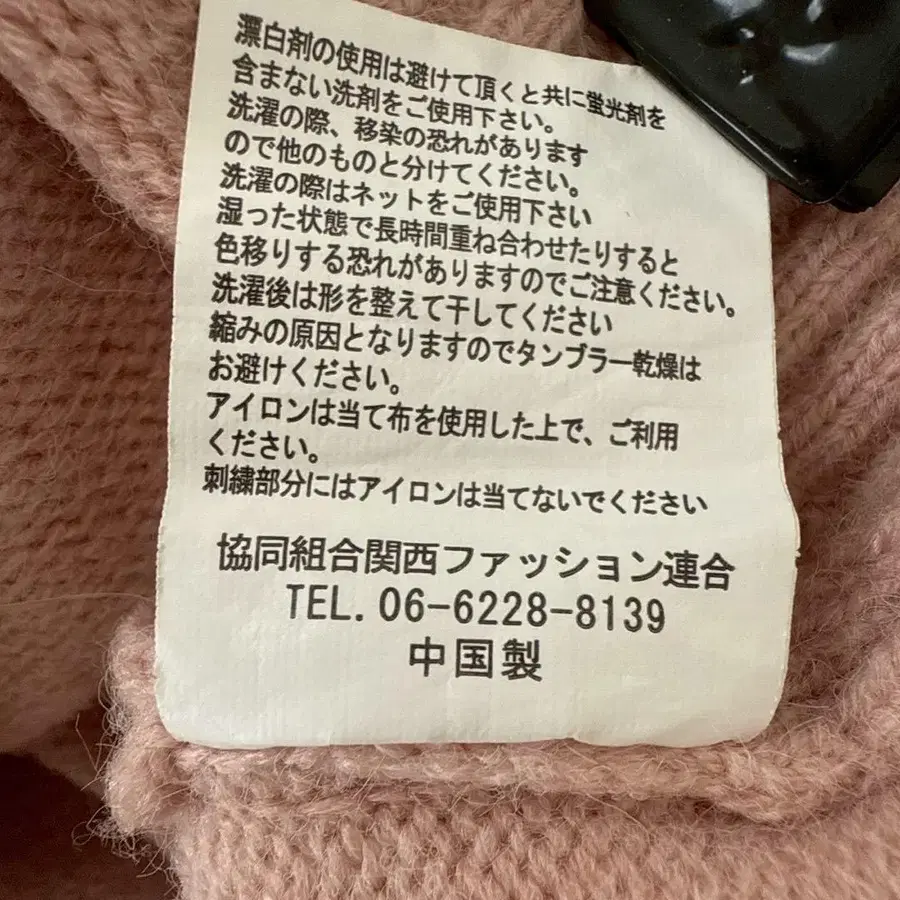 漂白剤の使用は避けて頂くと共に蛍光剤を
含まない洗剤をご使用下さい。
洗濯の際、移染の恐れがあります
ので他のものと分けてください。
洗濯の際はネットをご使用下さい
湿った状態で長時間重ね合わせたりすると
色移りする恐れがありますのでご注意ください。
洗濯後は形を整えて干してください
縮みの原因となりますのでタンブラー乾燥は
お避けください。
アイロンは当て布を使用した上で、ご利用
ください。
刺繍部分にはアイロンは当てないでください
協同組合関西ファッション連合
TEL. 06-6228-8139
中国製